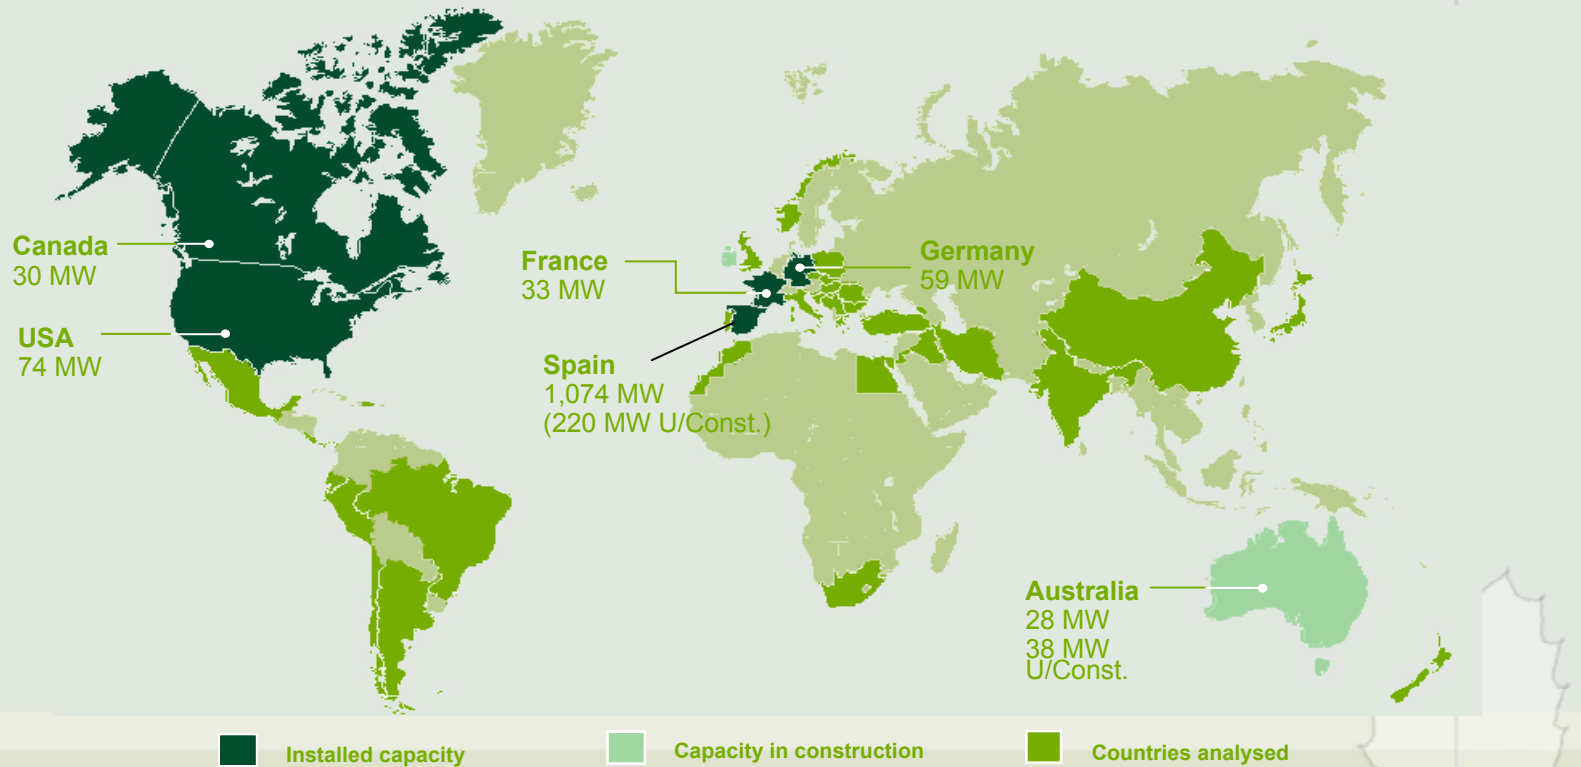 Canada
30 MW
USA
74 MW
France
33 MW
Germany
59 MW
Spain
1,074 MW
(220 MW U/Const.)
Australia
28 MW
38 MW
U/Const.
Installed capacity
Capacity in construction
Countries analysed